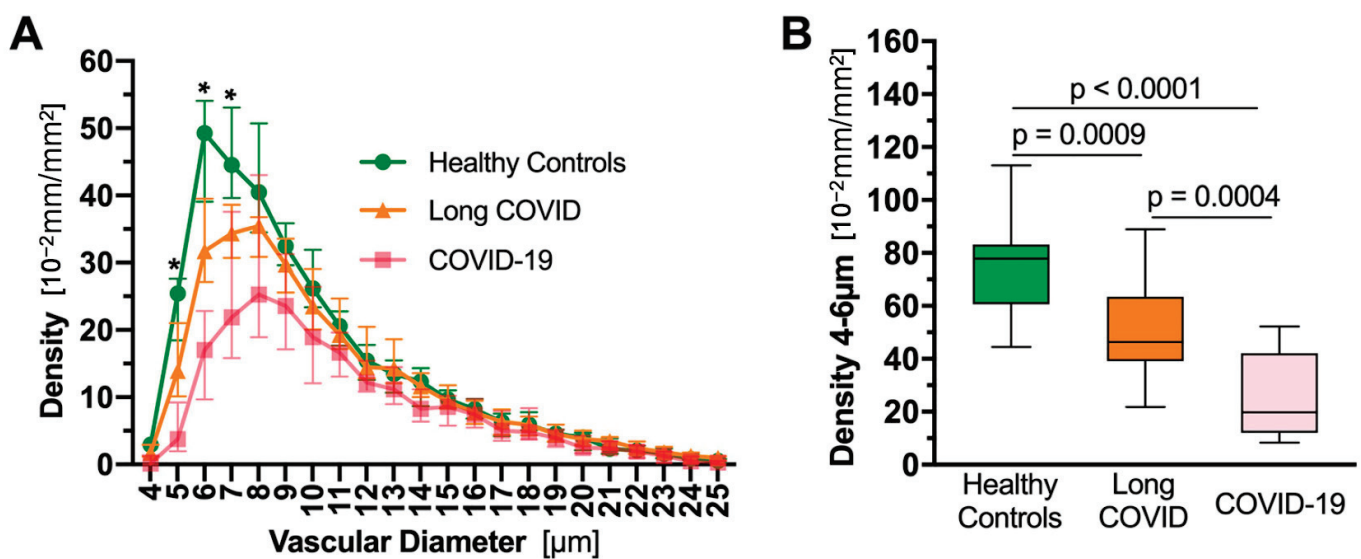 A
Density [10⁻²mm/mm²]
60
50
40
30
20
10
0
*
*
*
Healthy Controls
Long COVID
COVID-19
4 5 6 7 8 9 10 11 12 13 14 15 16 17 18 19 20 21 22 23 24 25
Vascular Diameter [µm]
B
Density 4-6µm [10⁻²mm/mm²]
160
140
120
100
80
60
40
20
0
p < 0.0001
p = 0.0009
p = 0.0004
Healthy
Controls
Long
COVID
COVID-19